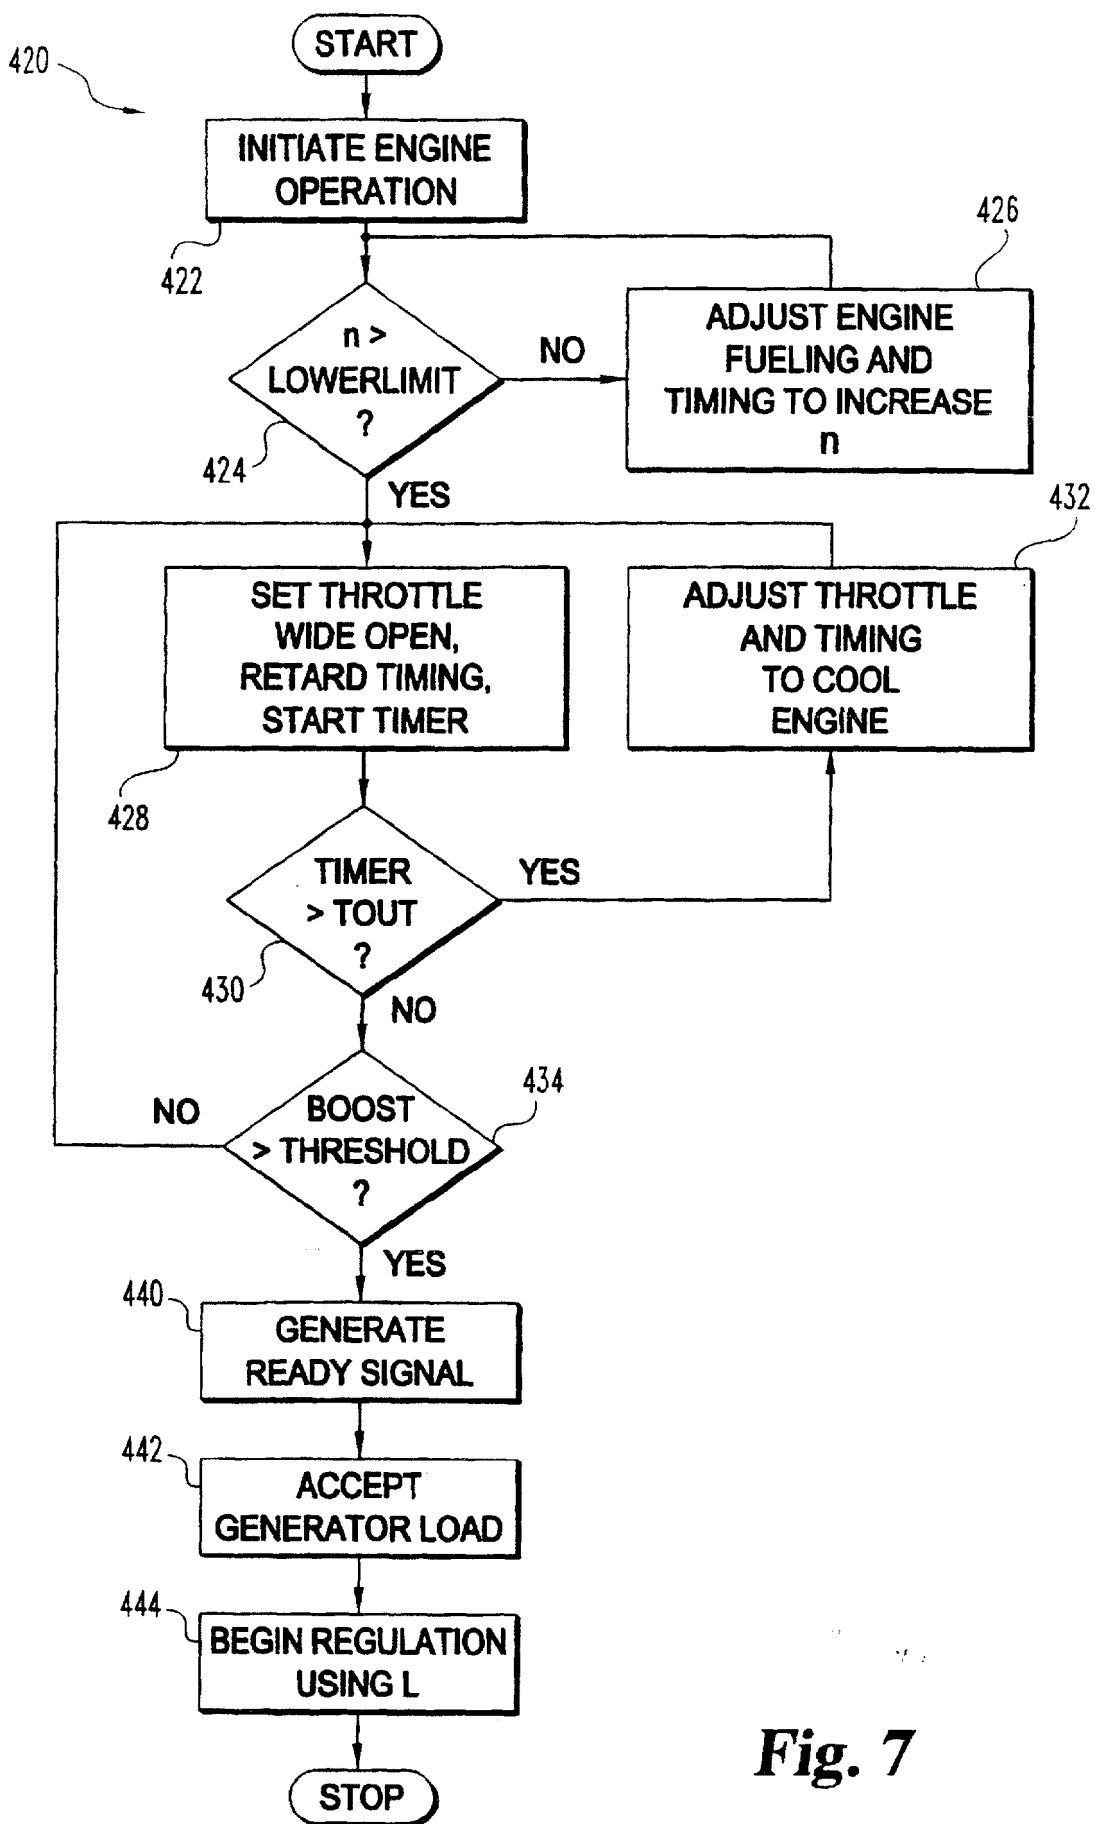 START
420
INITIATE ENGINE
OPERATION
422
426
n >
LOWERLIMIT
?
424
NO
ADJUST ENGINE
FUELING AND
TIMING TO INCREASE
n
YES
432
SET THROTTLE
WIDE OPEN,
RETARD TIMING,
START TIMER
428
ADJUST THROTTLE
AND TIMING
TO COOL
ENGINE
TIMER
> TOUT
?
430
YES
NO
434
BOOST
> THRESHOLD
?
NO
YES
440
GENERATE
READY SIGNAL
442
ACCEPT
GENERATOR LOAD
444
BEGIN REGULATION
USING L
STOP
Fig. 7